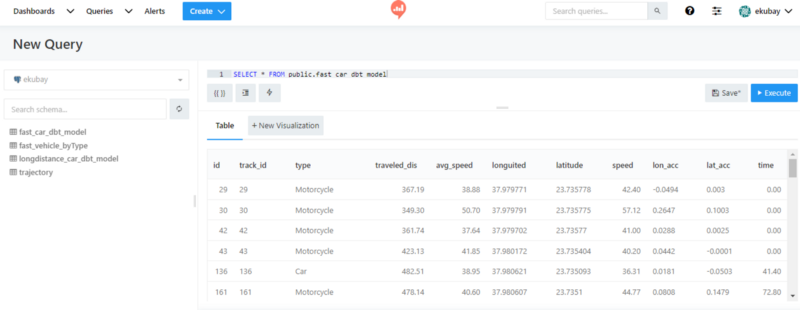 Dashboards Queries Alerts Create Search queries... ekubay
New Query
ekubay
Search schema...
fast_car_dbt_model
fast_vehicle_byType
longdistance_car_dbt_model
trajectory
1 SELECT * FROM public.fast_car_dbt_model
{{ }} Save* Execute
Table + New Visualization
id track_id type traveled_dis avg_speed longuited latitude speed lon_acc lat_acc time
29 29 Motorcycle 367.19 38.88 37.979771 23.735778 42.40 -0.0494 0.003 0.00
30 30 Motorcycle 349.30 50.70 37.979791 23.735775 57.12 0.2647 0.1003 0.00
42 42 Motorcycle 361.74 37.64 37.979702 23.73577 41.00 0.0288 0.0025 0.00
43 43 Motorcycle 423.13 41.85 37.980172 23.735404 40.20 0.0442 -0.0001 0.00
136 136 Car 482.51 38.95 37.980621 23.735093 36.31 0.0181 -0.0503 41.40
161 161 Motorcycle 478.14 40.60 37.980607 23.7351 44.77 0.0808 0.1479 72.80